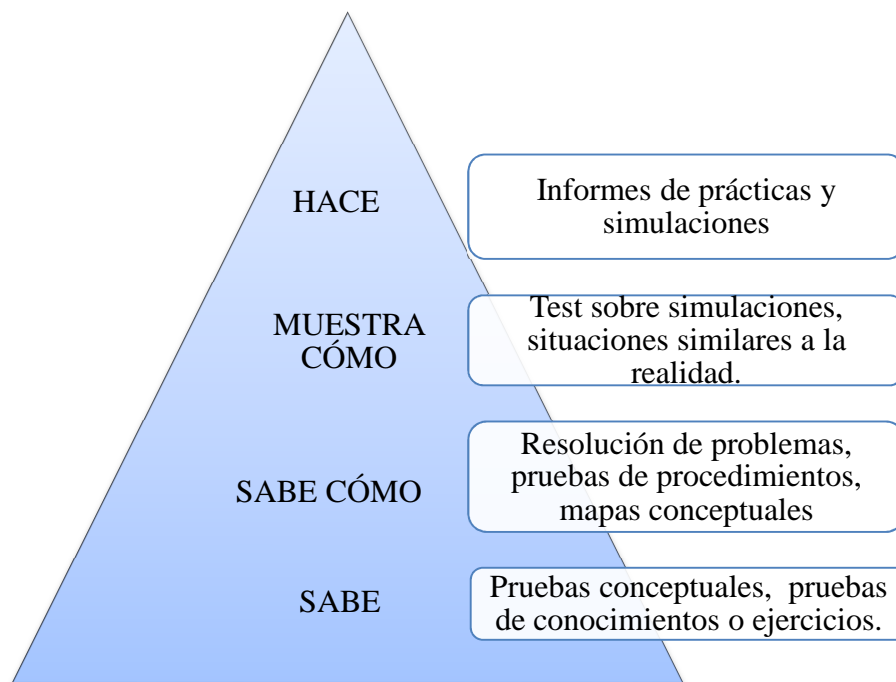 HACE
Informes de prácticas y
simulaciones
MUESTRA
CÓMO
Test sobre simulaciones,
situaciones similares a la
realidad.
SABE CÓMO
Resolución de problemas,
pruebas de procedimientos,
mapas conceptuales
SABE
Pruebas conceptuales, pruebas
de conocimientos o ejercicios.